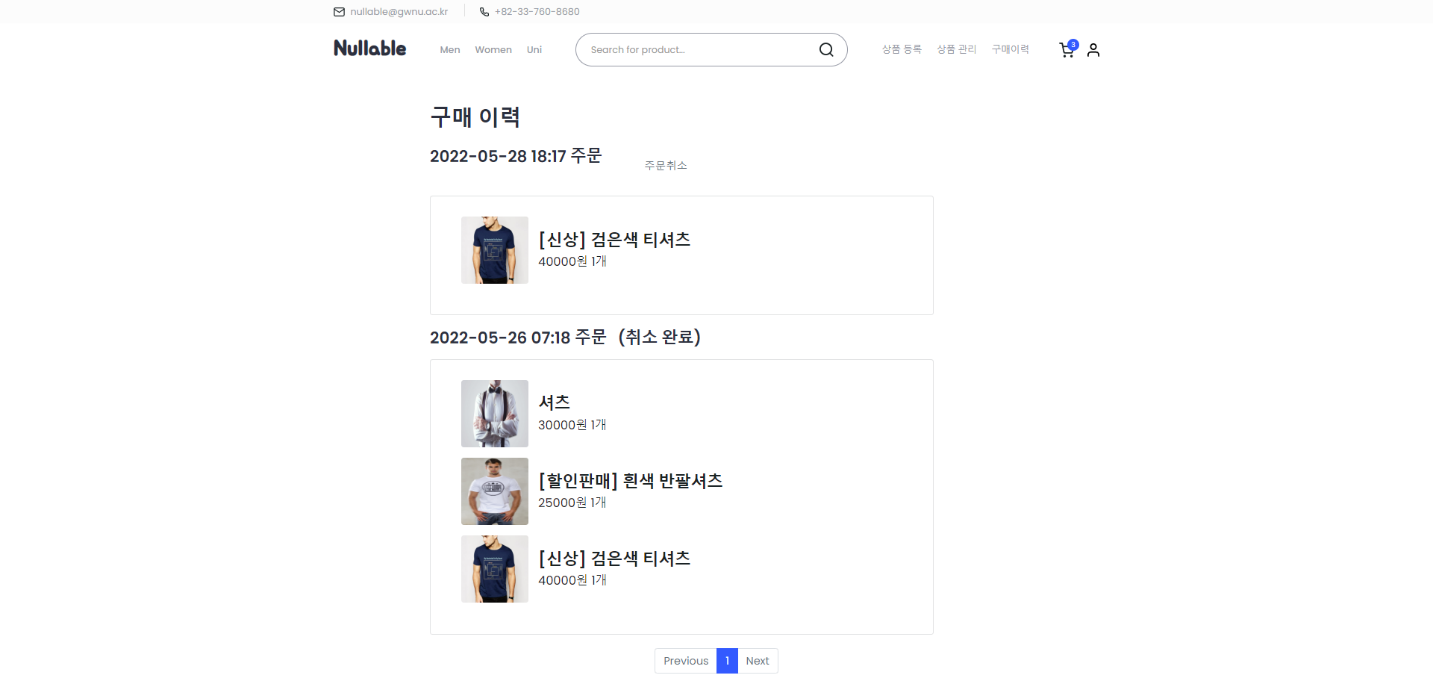 nullable@gwnu.ac.kr
+82-33-760-8680
Nullable
Men
Women
Uni
Search for product...
상품 등록
상품 관리
구매이력
3
구매 이력
2022-05-28 18:17 주문
주문취소
[신상] 검은색 티셔츠
40000원 1개
2022-05-26 07:18 주문 (취소 완료)
셔츠
30000원 1개
[할인판매] 흰색 반팔셔츠
25000원 1개
[신상] 검은색 티셔츠
40000원 1개
Previous
1
Next